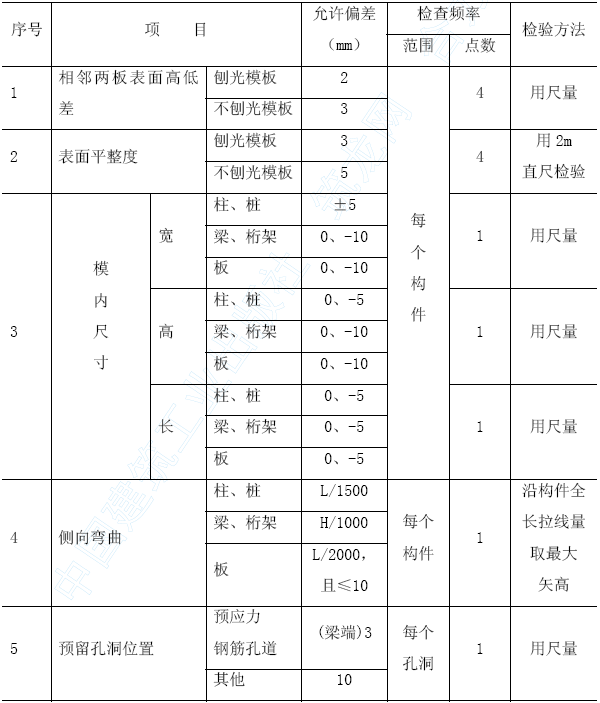 序号 项 目 允许偏差（mm） 检查频率 检验方法
范围 点数
1 相邻两板表面高低差 刨光模板 2 每个构件 4 用尺量
不刨光模板 3
2 表面平整度 刨光模板 3 4 用2m直尺检验
不刨光模板 5
3 模内尺寸 宽 柱、桩 ±5 1 用尺量
梁、桁架 0、-10
板 0、-10
高 柱、桩 0、-5 1 用尺量
梁、桁架 0、-10
板 0、-10
长 柱、桩 0、-5 1 用尺量
梁、桁架 0、-5
板 0、-5
4 侧向弯曲 柱、桩 L/1500 每个构件 1 沿构件全长拉线量取最大矢高
梁、桁架 H/1000
板 L/2000，且≤10
5 预留孔洞位置 预应力钢筋孔道 (梁端)3 每个孔洞 1 用尺量
其他 10